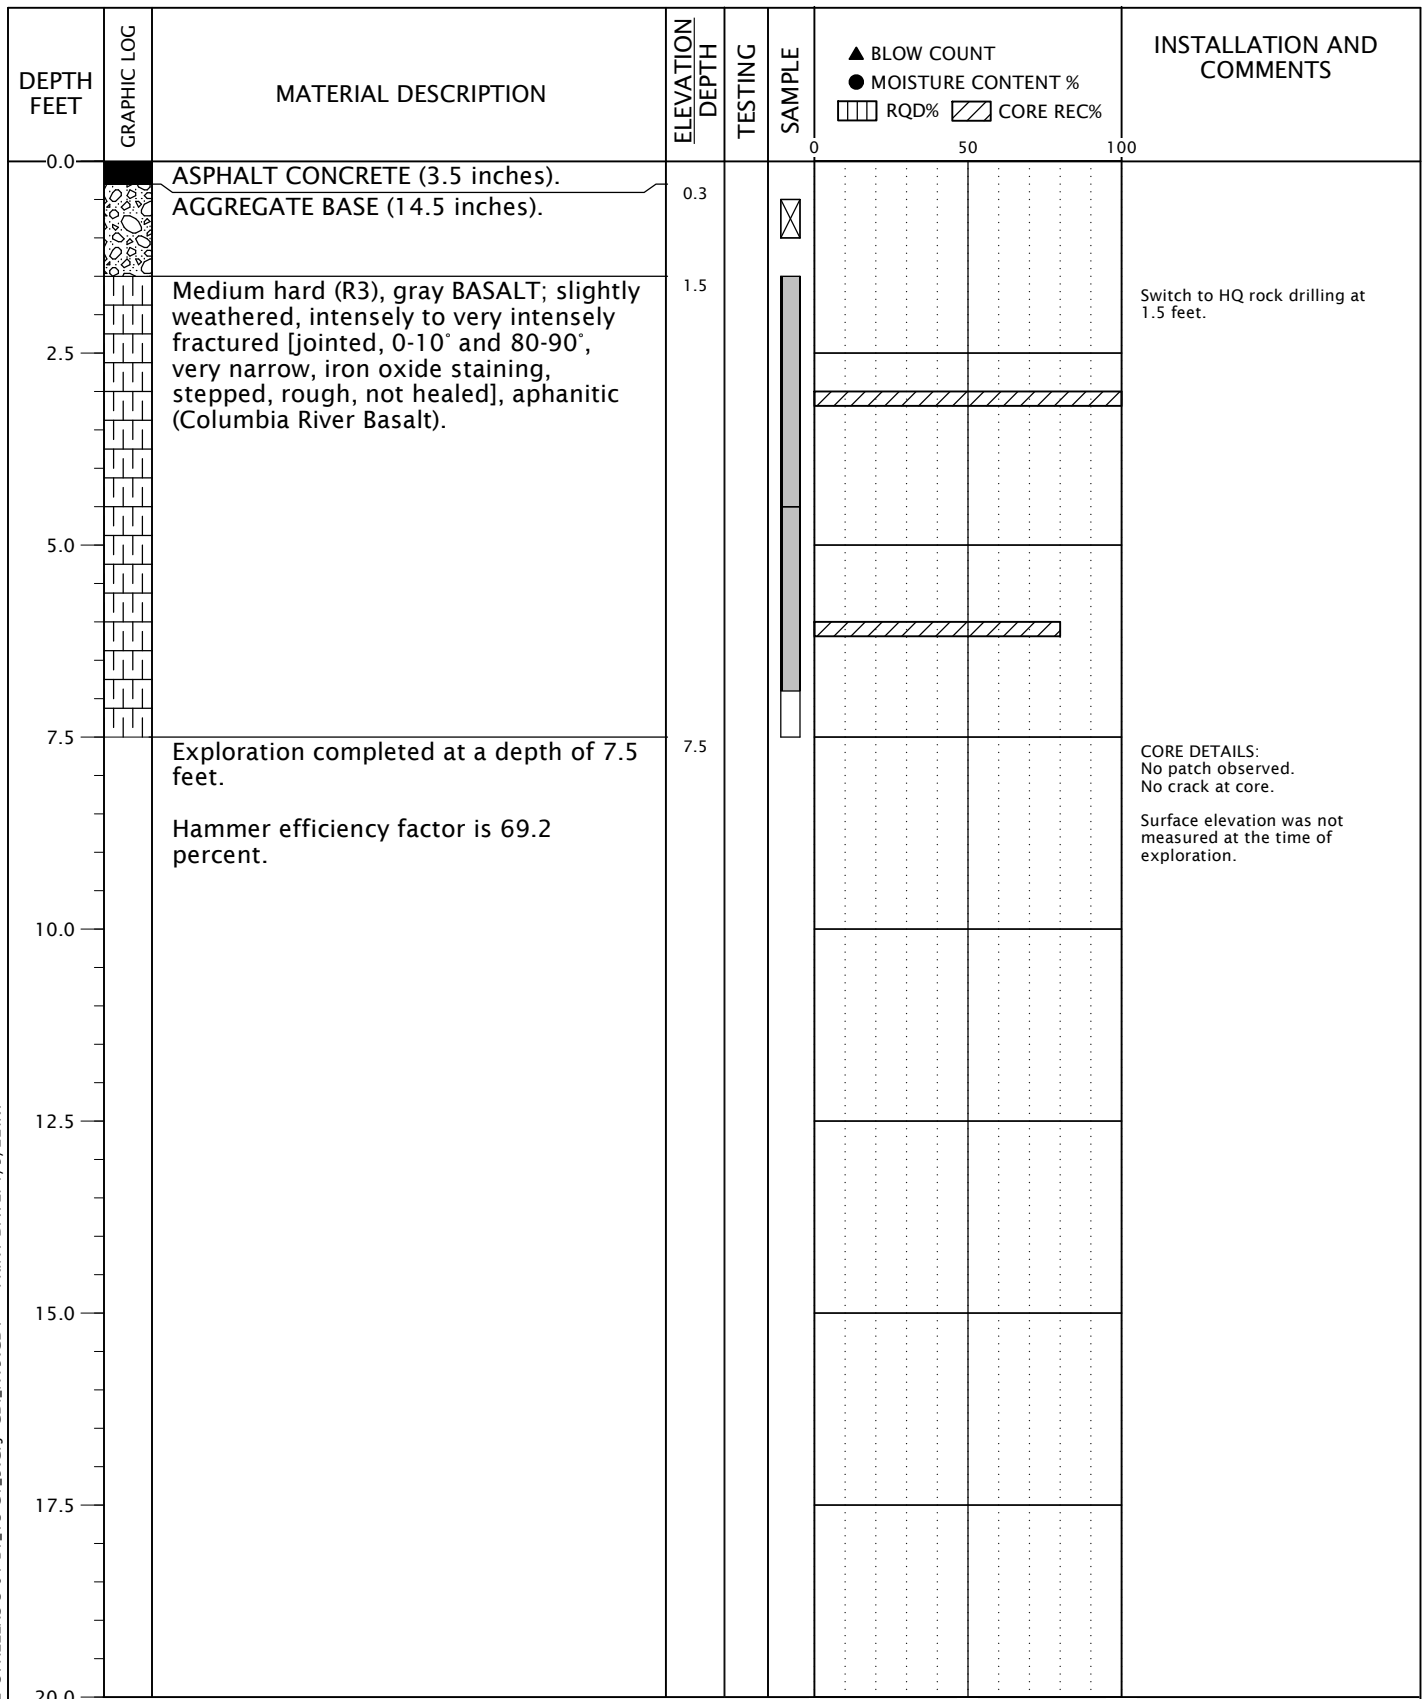 DEPTH
FEET
GRAPHIC LOG
MATERIAL DESCRIPTION
ELEVATION
DEPTH
TESTING
SAMPLE
▲ BLOW COUNT
● MOISTURE CONTENT %
RQD% CORE REC%
INSTALLATION AND
COMMENTS
0 50 100
0.0
ASPHALT CONCRETE (3.5 inches).
0.3
AGGREGATE BASE (14.5 inches).
1.5
Medium hard (R3), gray BASALT; slightly
weathered, intensely to very intensely
fractured [jointed, 0-10° and 80-90°,
very narrow, iron oxide staining,
stepped, rough, not healed], aphanitic
(Columbia River Basalt).
Switch to HQ rock drilling at
1.5 feet.
2.5
5.0
7.5
Exploration completed at a depth of 7.5
feet.
Hammer efficiency factor is 69.2
percent.
7.5
CORE DETAILS:
No patch observed.
No crack at core.
Surface elevation was not
measured at the time of
exploration.
10.0
12.5
15.0
17.5
20.0